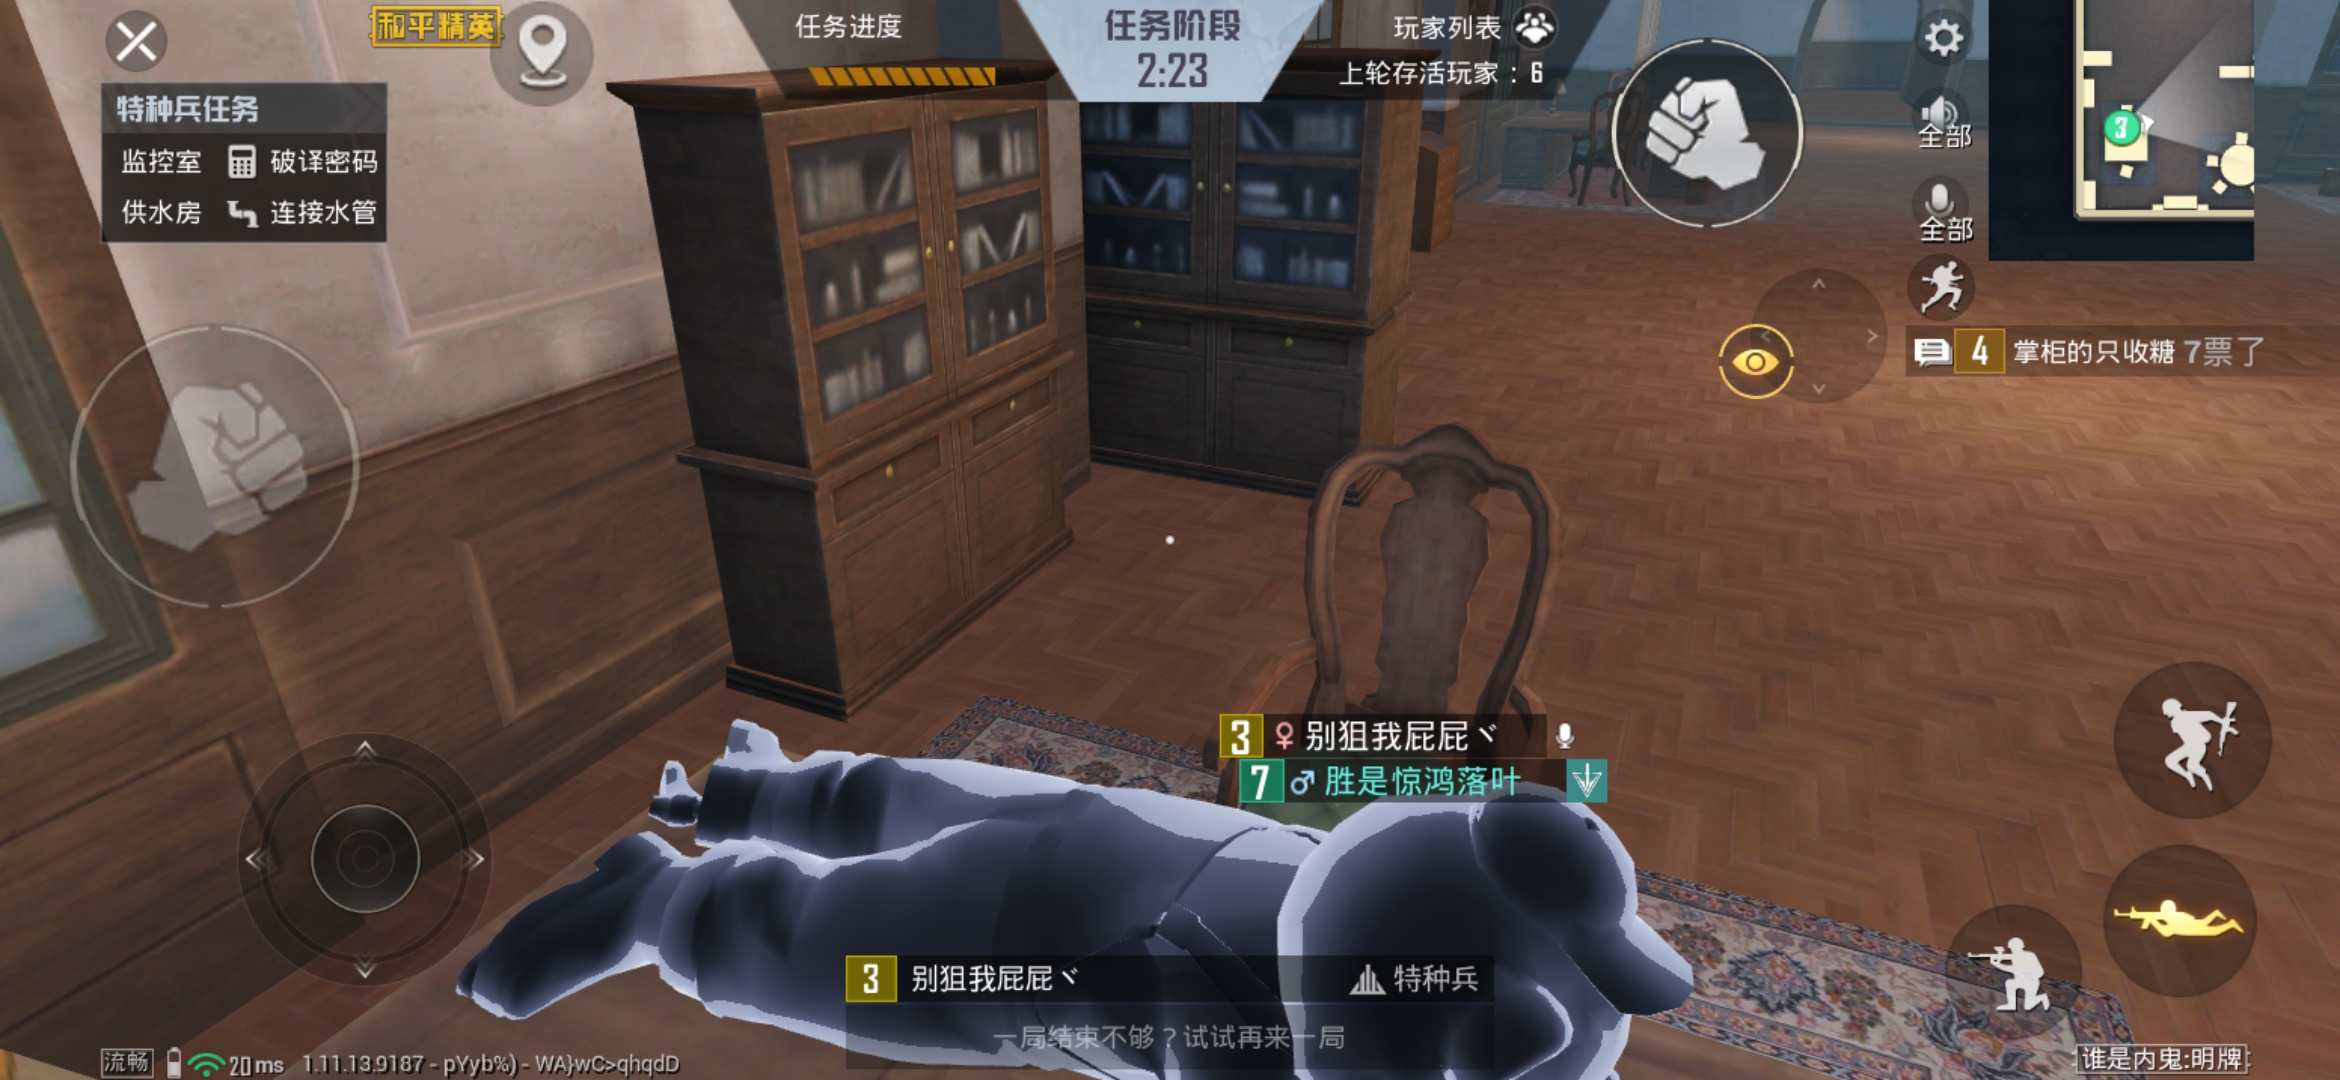 和平精英
任务进度
任务阶段
2:23
玩家列表
上轮存活玩家：6
特种兵任务
监控室 破译密码
供水房 连接水管
全部
全部
3
4 掌柜的只收糖 7票了
3 ♀ 别狙我屁屁ヾ
7 ♂ 胜是惊鸿落叶
3 别狙我屁屁ヾ 特种兵
一局结束不够？试试再来一局
流畅 20 ms 1.11.13.9187 - pYyb%) - WA}wC>qhqdD
谁是内鬼:明牌